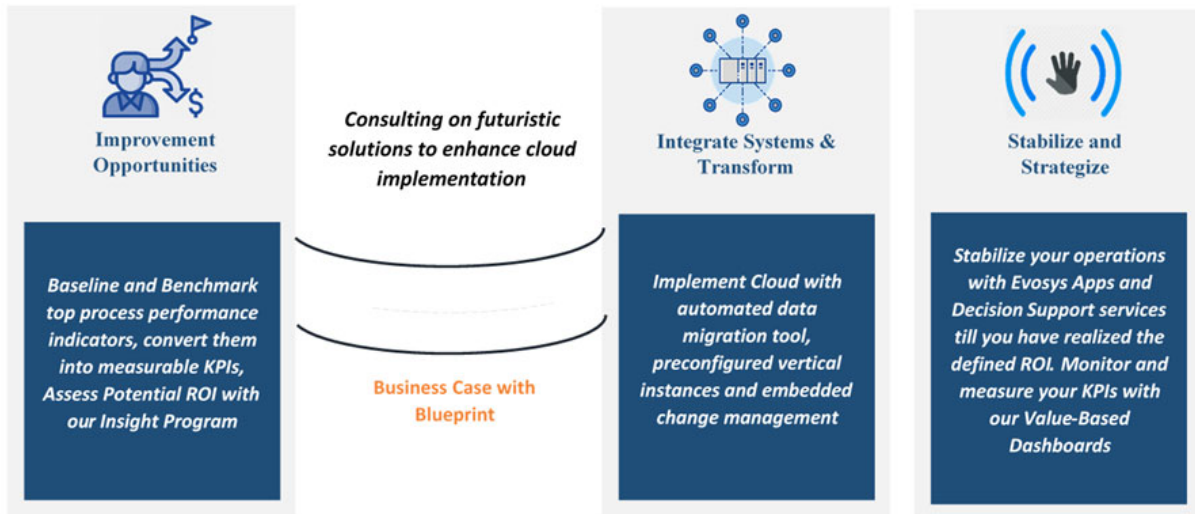 Improvement
Opportunities
Baseline and Benchmark
top process performance
indicators, convert them
into measurable KPIs,
Assess Potential ROI with
our Insight Program
Consulting on futuristic
solutions to enhance cloud
implementation
Business Case with
Blueprint
Integrate Systems &
Transform
Implement Cloud with
automated data
migration tool,
preconfigured vertical
instances and embedded
change management
Stabilize and
Strategize
Stabilize your operations
with Evosys Apps and
Decision Support services
till you have realized the
defined ROI. Monitor and
measure your KPIs with
our Value-Based
Dashboards